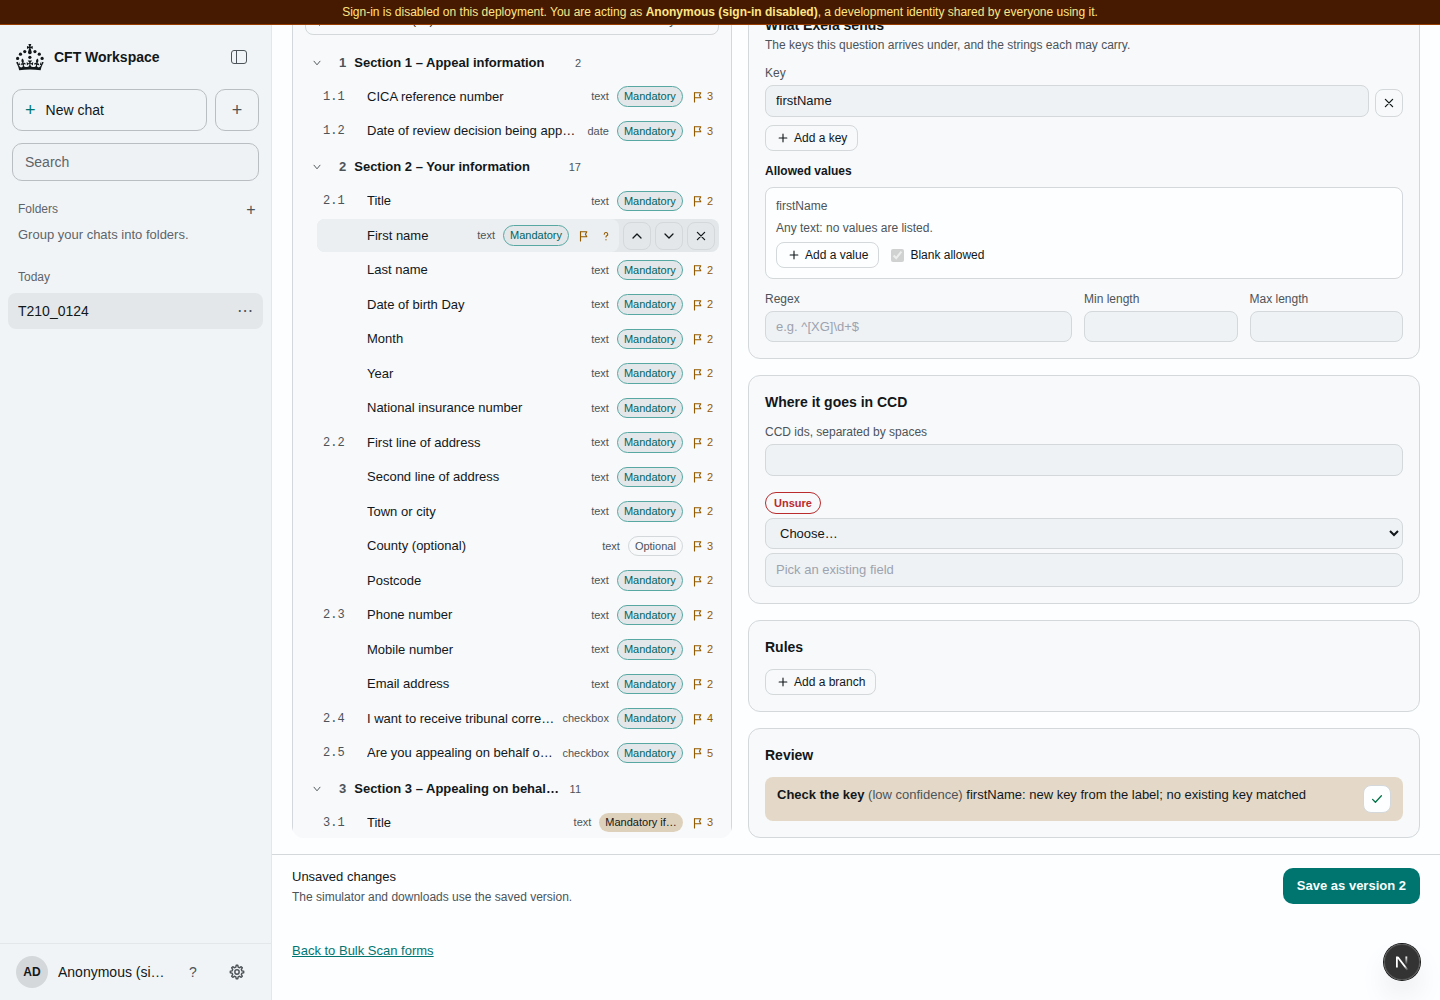 Sign-in is disabled on this deployment. You are acting as Anonymous (sign-in disabled), a development identity shared by everyone using it.
CFT Workspace
+ New chat
+
Search
Folders
+
Group your chats into folders.
Today
T210_0124
...
AD
Anonymous (si…
?
1 Section 1 – Appeal information 2
1.1 CICA reference number text Mandatory 3
1.2 Date of review decision being app… date Mandatory 3
2 Section 2 – Your information 17
2.1 Title text Mandatory 2
First name text Mandatory ?
Last name text Mandatory 2
Date of birth Day text Mandatory 2
Month text Mandatory 2
Year text Mandatory 2
National insurance number text Mandatory 2
2.2 First line of address text Mandatory 2
Second line of address text Mandatory 2
Town or city text Mandatory 2
County (optional) text Optional 3
Postcode text Mandatory 2
2.3 Phone number text Mandatory 2
Mobile number text Mandatory 2
Email address text Mandatory 2
2.4 I want to receive tribunal corre… checkbox Mandatory 4
2.5 Are you appealing on behalf o… checkbox Mandatory 5
3 Section 3 – Appealing on behal… 11
3.1 Title text Mandatory if… 3
What Exela sends
The keys this question arrives under, and the strings each may carry.
Key
firstName
+ Add a key
Allowed values
firstName
Any text: no values are listed.
+ Add a value
Blank allowed
Regex Min length Max length
e.g. ^[XG]\d+$
Where it goes in CCD
CCD ids, separated by spaces
Unsure
Choose…
Pick an existing field
Rules
+ Add a branch
Review
Check the key (low confidence) firstName: new key from the label; no existing key matched
Unsaved changes
The simulator and downloads use the saved version.
Save as version 2
Back to Bulk Scan forms
N